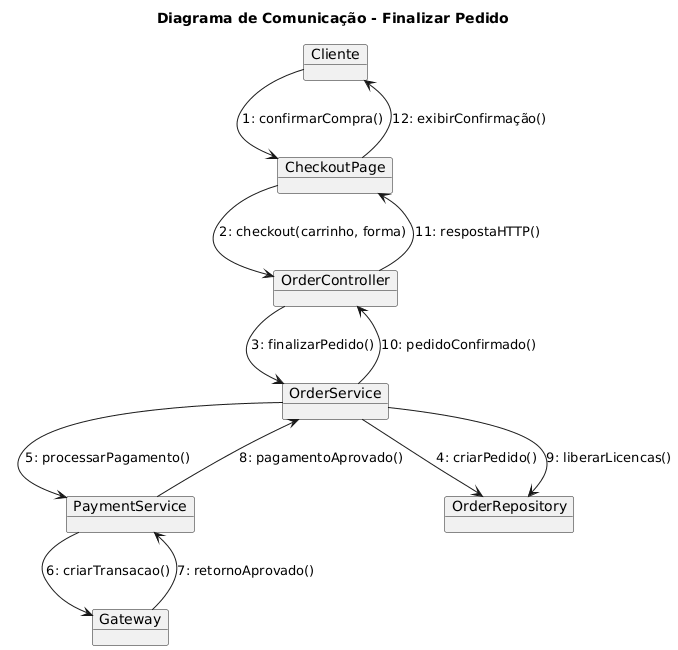 Diagrama de Comunicação - Finalizar Pedido
Cliente
1: confirmarCompra()
12: exibirConfirmação()
CheckoutPage
2: checkout(carrinho, forma)
11: respostaHTTP()
OrderController
3: finalizarPedido()
10: pedidoConfirmado()
OrderService
5: processarPagamento()
8: pagamentoAprovado()
4: criarPedido()
9: liberarLicencas()
PaymentService
OrderRepository
6: criarTransacao()
7: retornoAprovado()
Gateway